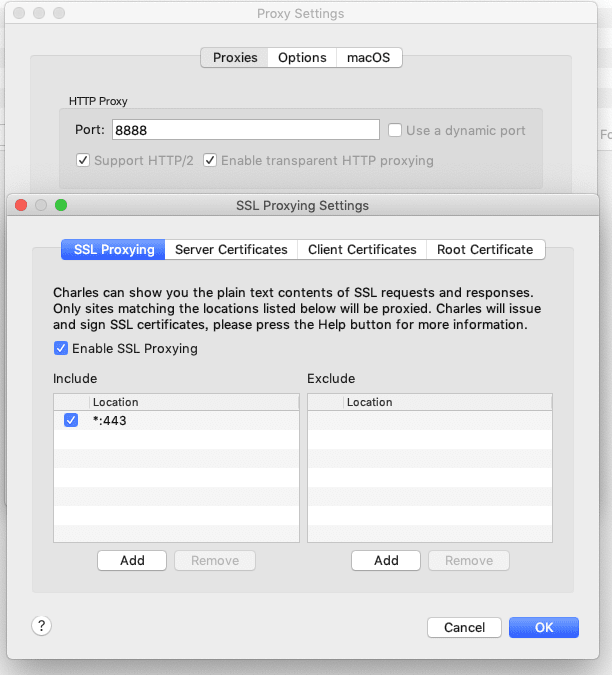 Proxy Settings
Proxies Options macOS
HTTP Proxy
Port: 8888 Use a dynamic port
Support HTTP/2 Enable transparent HTTP proxying
SSL Proxying Settings
SSL Proxying Server Certificates Client Certificates Root Certificate
Charles can show you the plain text contents of SSL requests and responses.
Only sites matching the locations listed below will be proxied. Charles will issue
and sign SSL certificates, please press the Help button for more information.
Enable SSL Proxying
Include Exclude
Location Location
*:443
Add Remove Add Remove
? Cancel OK